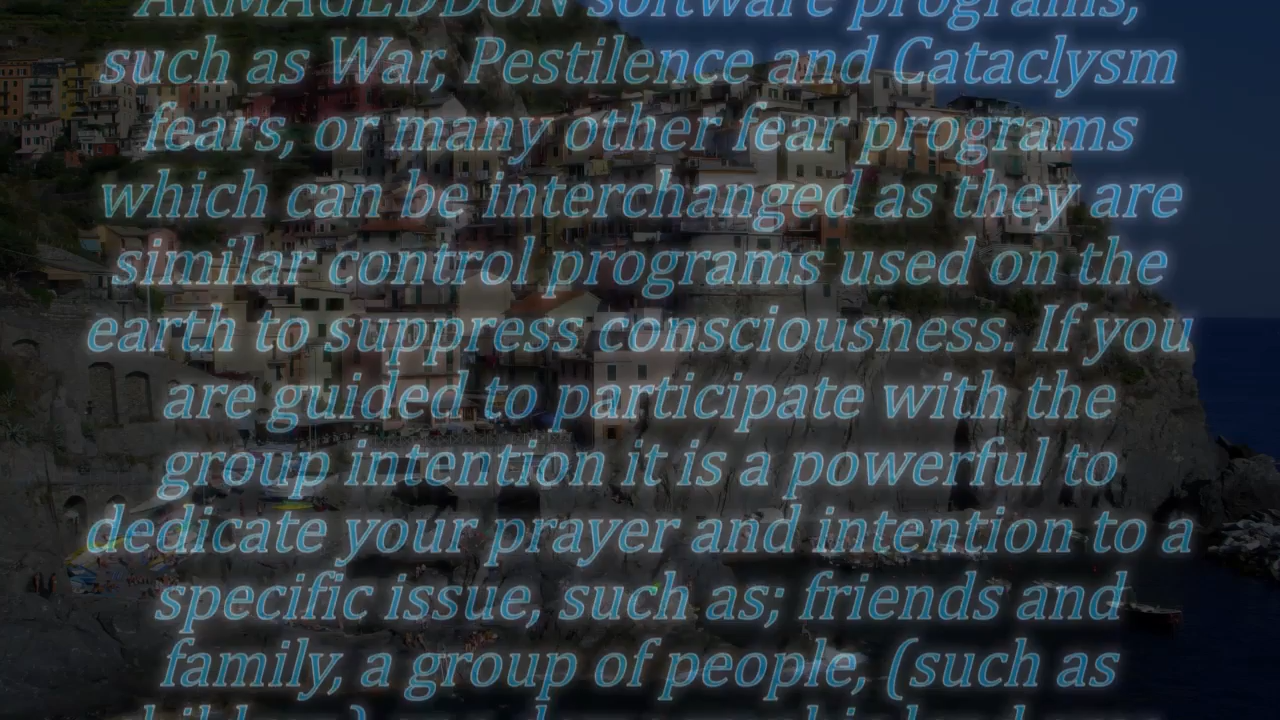 ARMAGEDDON software programs,
such as War, Pestilence and Cataclysm
fears, or many other fear programs
which can be interchanged as they are
similar control programs used on the
earth to suppress consciousness. If you
are guided to participate with the
group intention it is a powerful to
dedicate your prayer and intention to a
specific issue, such as; friends and
family, a group of people, (such as